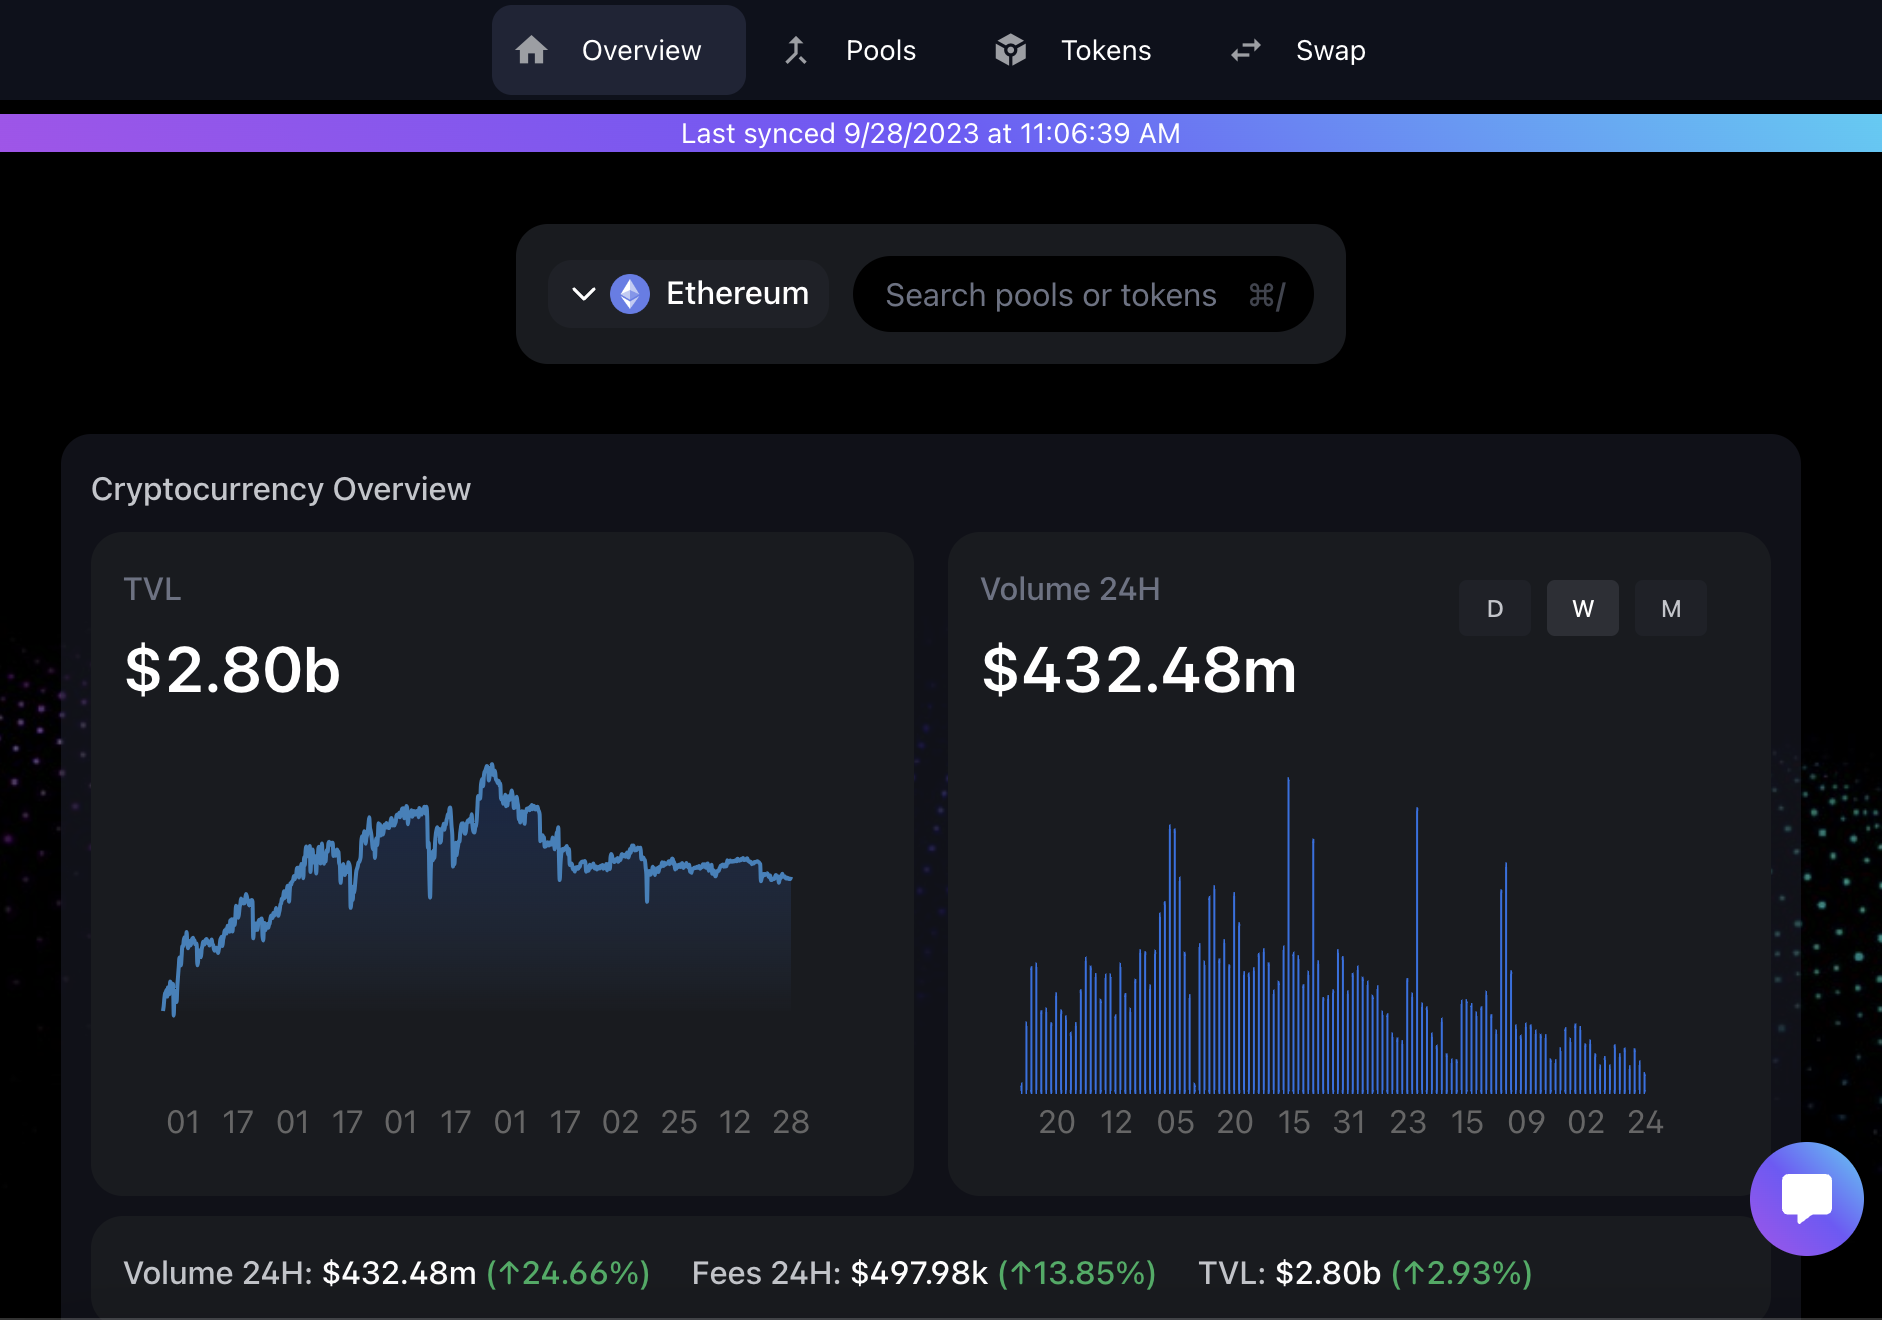 Overview Pools Tokens Swap
Last synced 9/28/2023 at 11:06:39 AM
Ethereum Search pools or tokens ⌘/
Cryptocurrency Overview
TVL
$2.80b
01 17 01 17 01 17 01 17 02 25 12 28
Volume 24H
D W M
$432.48m
20 12 05 20 15 31 23 15 09 02 24
Volume 24H: $432.48m (↑24.66%) Fees 24H: $497.98k (↑13.85%) TVL: $2.80b (↑2.93%)